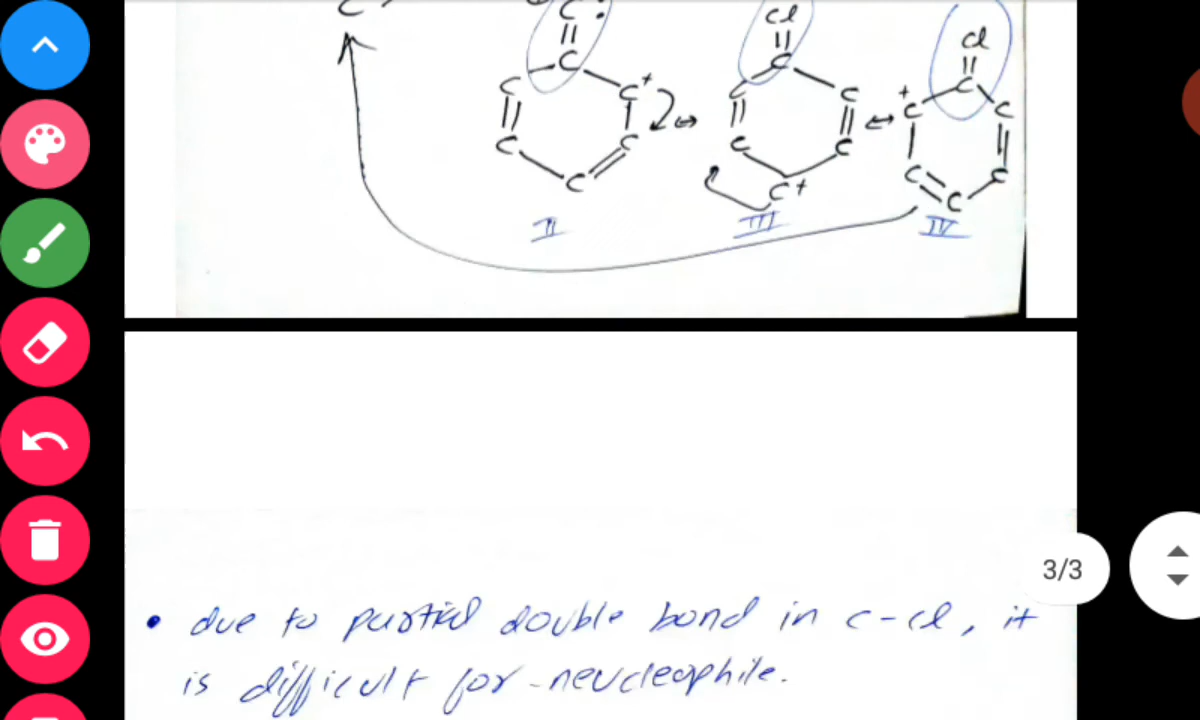 C
C :
Cl
Cl
C
C
C
C
C+
C
C
C+
C
C
C
C
C
C
C
C
C
C
C
C+
II
III
IV
3/3
• due to partial double bond in c-cl, it
is difficult for -neucleophile.